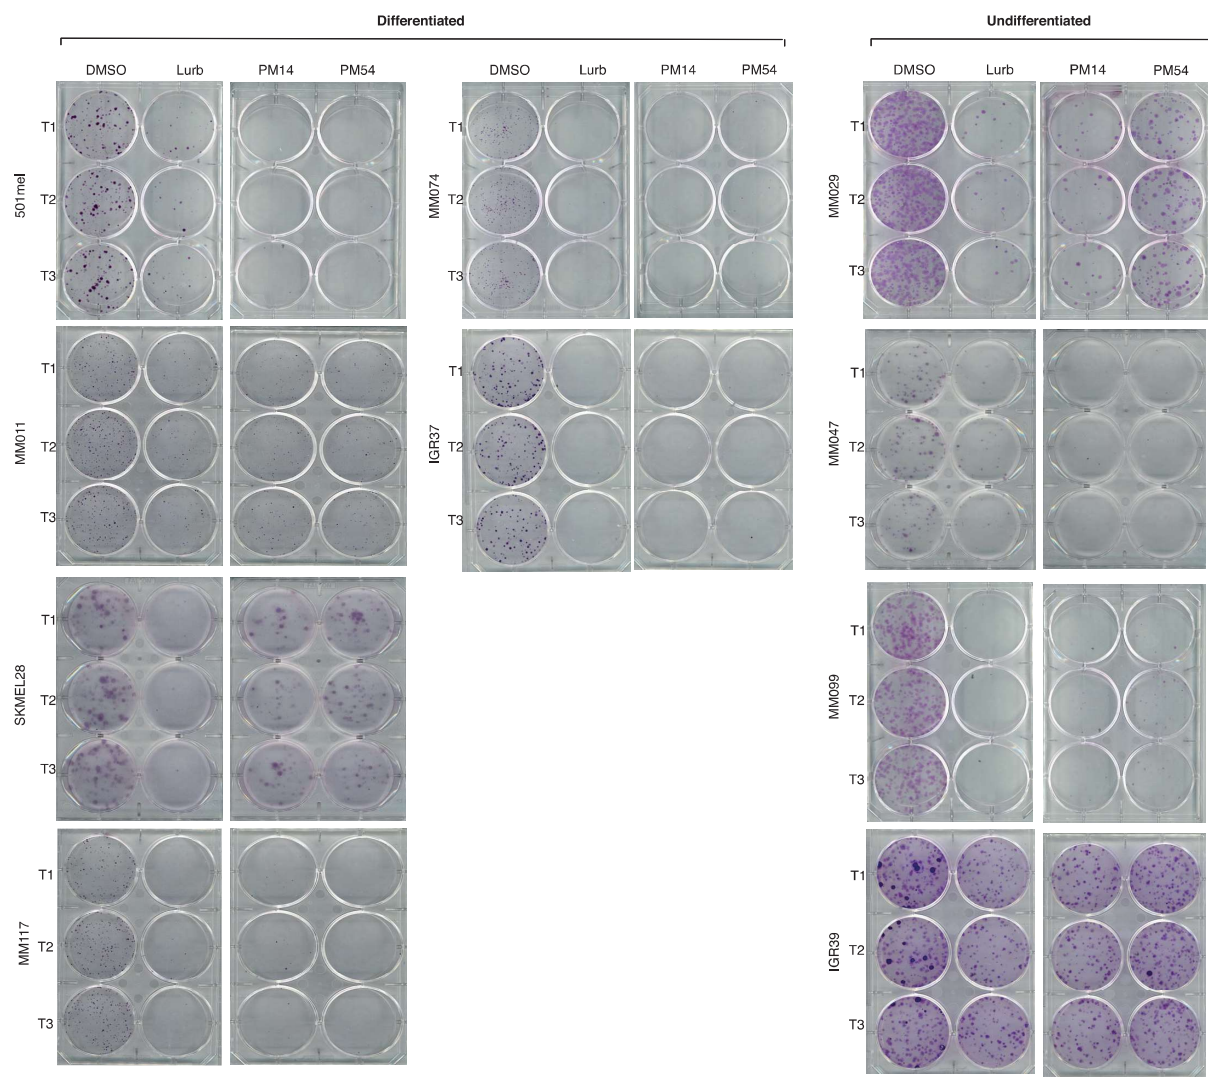 Differentiated
Undifferentiated
DMSO Lurb PM14 PM54
DMSO Lurb PM14 PM54
DMSO Lurb PM14 PM54
501mel
T1
T2
T3
MM074
T1
T2
T3
MM029
T1
T2
T3
MM011
T1
T2
T3
IGR37
T1
T2
T3
MM047
T1
T2
T3
SKMEL28
T1
T2
T3
MM099
T1
T2
T3
MM117
T1
T2
T3
IGR39
T1
T2
T3